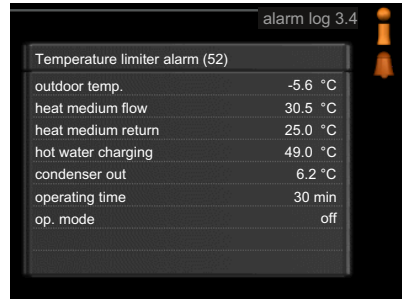 alarm log 3.4
Temperature limiter alarm (52)
outdoor temp. -5.6 °C
heat medium flow 30.5 °C
heat medium return 25.0 °C
hot water charging 49.0 °C
condenser out 6.2 °C
operating time 30 min
op. mode off